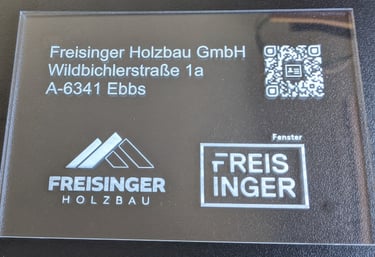 Freisinger Holzbau GmbH
Wildbichlerstraße 1a
A-6341 Ebbs
Fenster
FREIS
INGER
FREISINGER
HOLZBAU